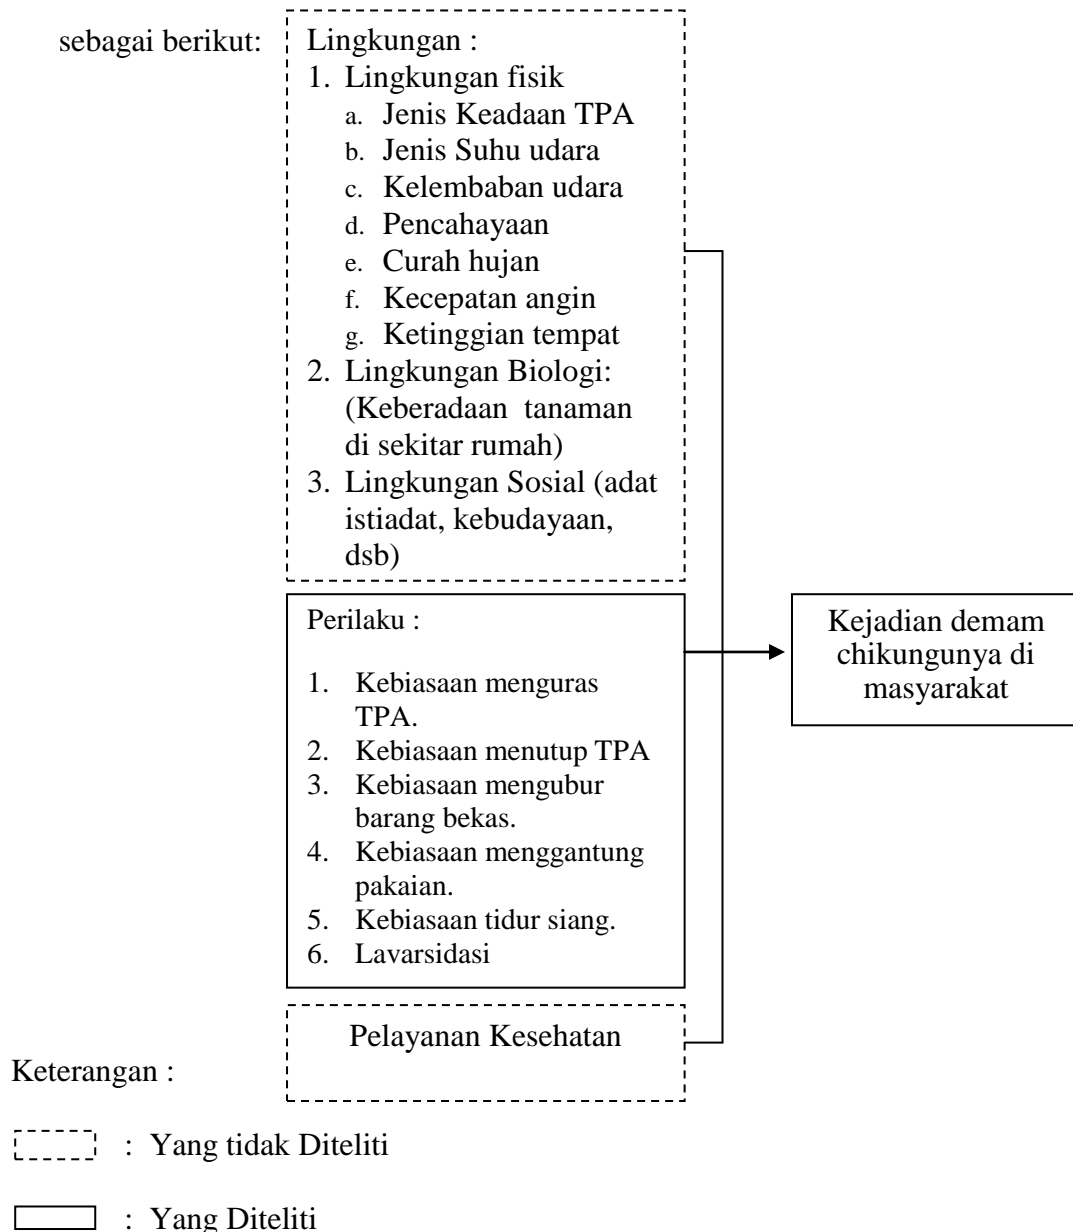 sebagai berikut:
Lingkungan :
1. Lingkungan fisik
a. Jenis Keadaan TPA
b. Jenis Suhu udara
c. Kelembaban udara
d. Pencahayaan
e. Curah hujan
f. Kecepatan angin
g. Ketinggian tempat
2. Lingkungan Biologi:
(Keberadaan tanaman
di sekitar rumah)
3. Lingkungan Sosial (adat
istiadat, kebudayaan,
dsb)
Perilaku :
1. Kebiasaan menguras
TPA.
2. Kebiasaan menutup TPA
3. Kebiasaan mengubur
barang bekas.
4. Kebiasaan menggantung
pakaian.
5. Kebiasaan tidur siang.
6. Lavarsidasi
Kejadian demam
chikungunya di
masyarakat
Pelayanan Kesehatan
Keterangan :
: Yang tidak Diteliti
: Yang Diteliti